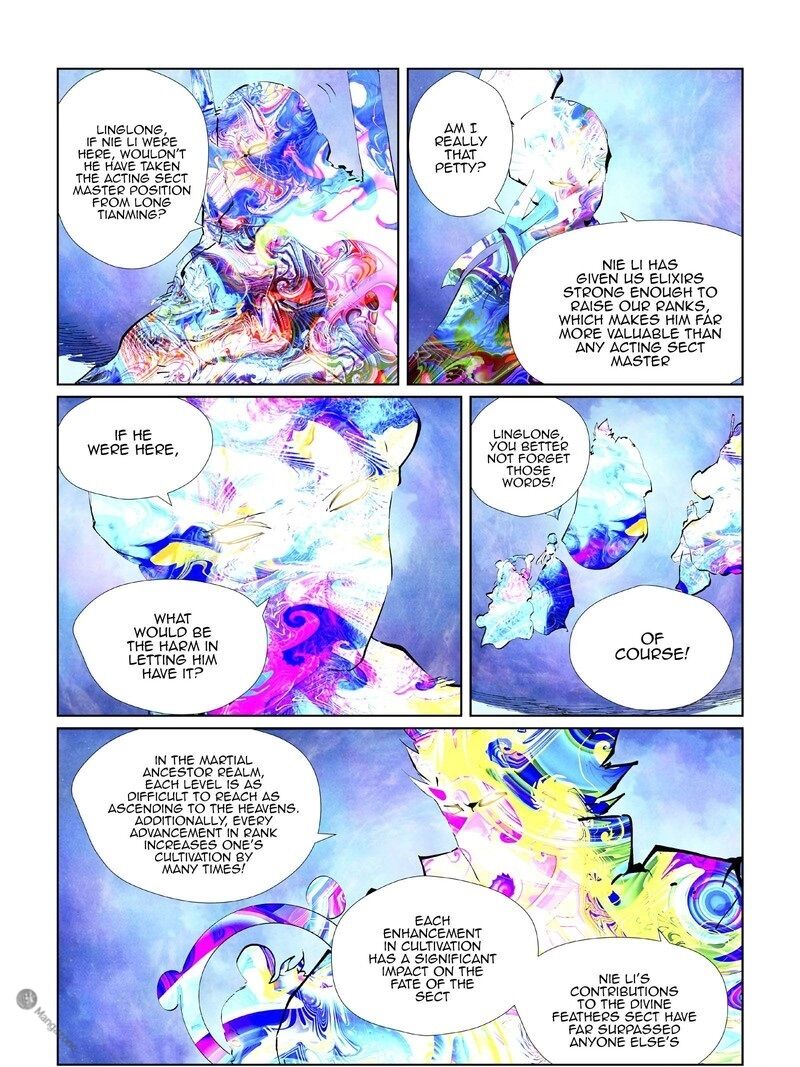 LINGLONG,
IF NIE LI WERE
HERE, WOULDN'T
HE HAVE TAKEN
THE ACTING SECT
MASTER POSITION
FROM LONG
TIANMING?
AM I
REALLY
THAT
PETTY?
NIE LI HAS
GIVEN US ELIXIRS
STRONG ENOUGH TO
RAISE OUR RANKS,
WHICH MAKES HIM FAR
MORE VALUABLE THAN
ANY ACTING SECT
MASTER
IF HE
WERE HERE,
WHAT
WOULD BE
THE HARM IN
LETTING HIM
HAVE IT?
LINGLONG,
YOU BETTER
NOT FORGET
THOSE
WORDS!
OF
COURSE!
IN THE MARTIAL
ANCESTOR REALM,
EACH LEVEL IS AS
DIFFICULT TO REACH AS
ASCENDING TO THE HEAVENS.
ADDITIONALLY, EVERY
ADVANCEMENT IN RANK
INCREASES ONE'S
CULTIVATION BY
MANY TIMES!
EACH
ENHANCEMENT
IN CULTIVATION
HAS A SIGNIFICANT
IMPACT ON THE
FATE OF THE
SECT
NIE LI'S
CONTRIBUTIONS
TO THE DIVINE
FEATHERS SECT HAVE
FAR SURPASSED
ANYONE ELSE'S